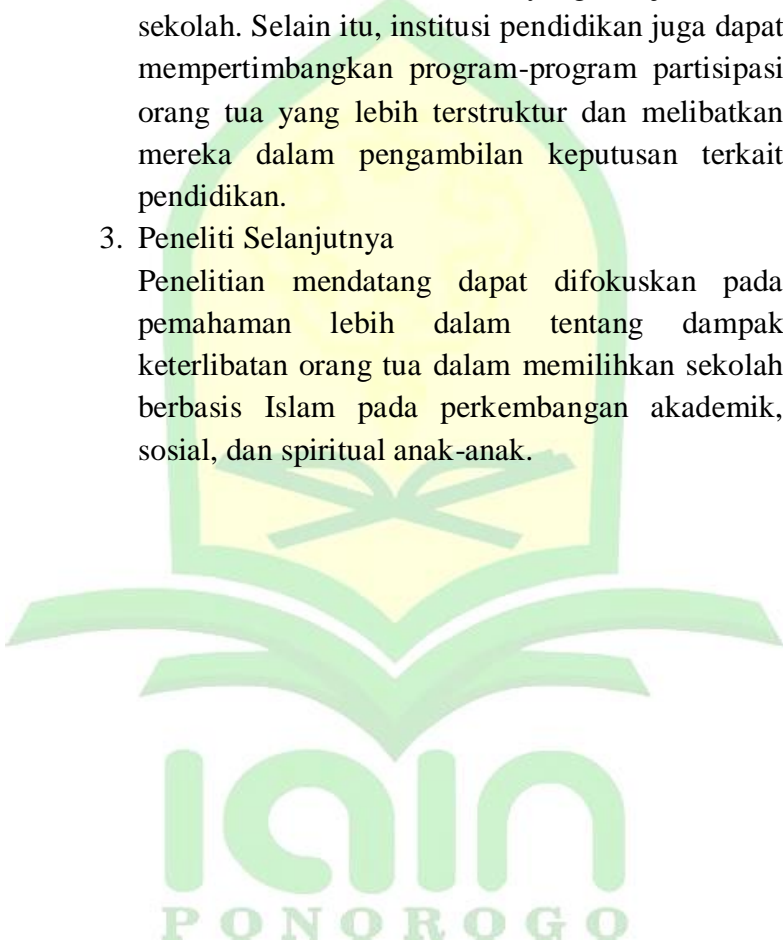 sekolah. Selain itu, institusi pendidikan juga dapat
mempertimbangkan program-program partisipasi
orang tua yang lebih terstruktur dan melibatkan
mereka dalam pengambilan keputusan terkait
pendidikan.
3. Peneliti Selanjutnya
Penelitian mendatang dapat difokuskan pada
pemahaman lebih dalam tentang dampak
keterlibatan orang tua dalam memilihkan sekolah
berbasis Islam pada perkembangan akademik,
sosial, dan spiritual anak-anak.
IAIN
PONOROGO